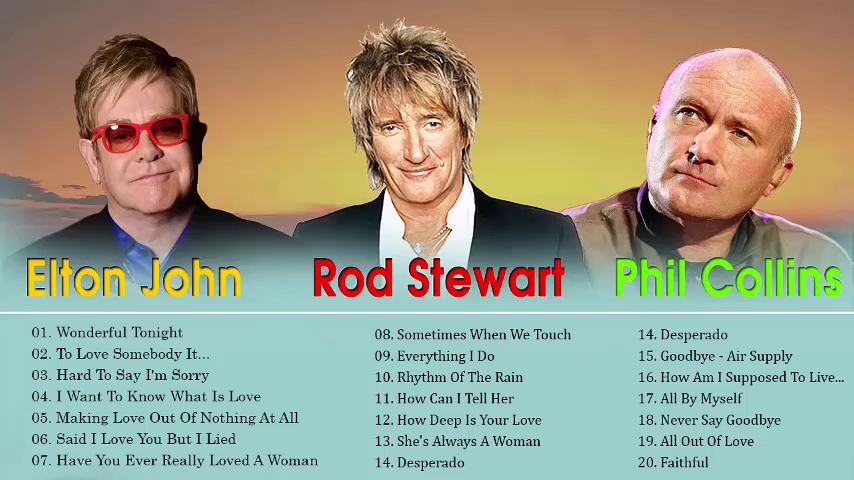 Elton John
Rod Stewart
Phil Collins
01. Wonderful Tonight
02. To Love Somebody It...
03. Hard To Say I'm Sorry
04. I Want To Know What Is Love
05. Making Love Out Of Nothing At All
06. Said I Love You But I Lied
07. Have You Ever Really Loved A Woman
08. Sometimes When We Touch
09. Everything I Do
10. Rhythm Of The Rain
11. How Can I Tell Her
12. How Deep Is Your Love
13. She's Always A Woman
14. Desperado
14. Desperado
15. Goodbye - Air Supply
16. How Am I Supposed To Live...
17. All By Myself
18. Never Say Goodbye
19. All Out Of Love
20. Faithful